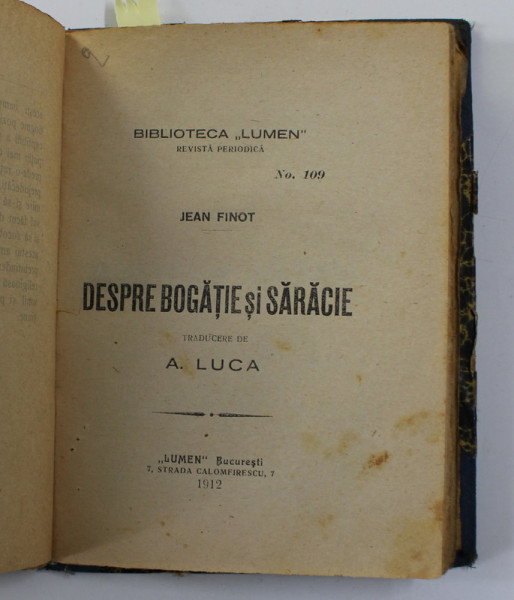 BIBLIOTECA „LUMEN"
REVISTĂ PERIODICĂ
No. 109
JEAN FINOT
DESPRE BOGĂȚIE și SĂRĂCIE
TRADUCERE DE
A. LUCA
„LUMEN" București
7, STRADA CALOMFIRESCU, 7
1912